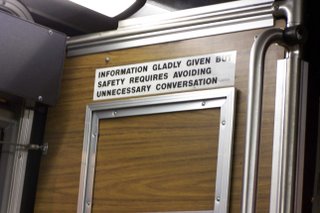 INFORMATION GLADLY GIVEN BUT
SAFETY REQUIRES AVOIDING
UNNECESSARY CONVERSATION